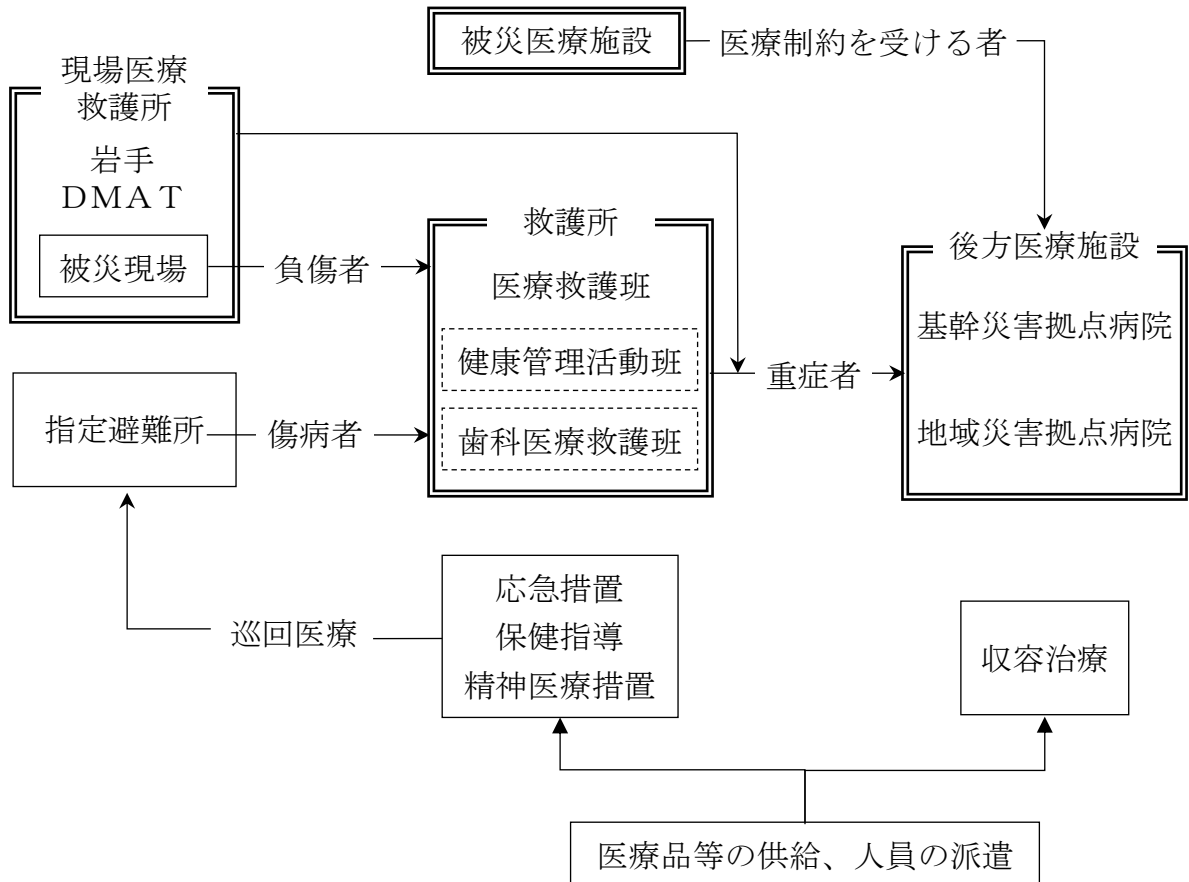 被災医療施設
医療制約を受ける者
現場医療
救護所
岩手
ＤＭＡＴ
被災現場
負傷者
救護所
医療救護班
健康管理活動班
歯科医療救護班
重症者
後方医療施設
基幹災害拠点病院
地域災害拠点病院
指定避難所
傷病者
巡回医療
応急措置
保健指導
精神医療措置
収容治療
医療品等の供給、人員の派遣